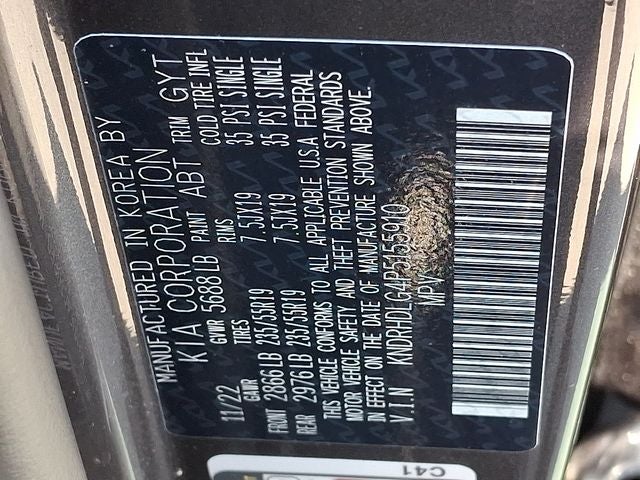 MANUFACTURED IN KOREA BY
KIA CORPORATION
11/22 GVWR 5688 LB PAINT ABT TRIM GYT
GAWR TIRES RIMS COLD TIRE INFL
FRONT 2866 LB 235/55R19 7.5JX19 35 PSI SINGLE
REAR 2976 LB 235/55R19 7.5JX19 35 PSI SINGLE
THIS VEHICLE CONFORMS TO ALL APPLICABLE U.S.A FEDERAL
MOTOR VEHICLE SAFETY AND THEFT PREVENTION STANDARDS
IN EFFECT ON THE DATE OF MANUFACTURE SHOWN ABOVE.
V.I.N KNDRHDLG4P5155910
MPV
C41